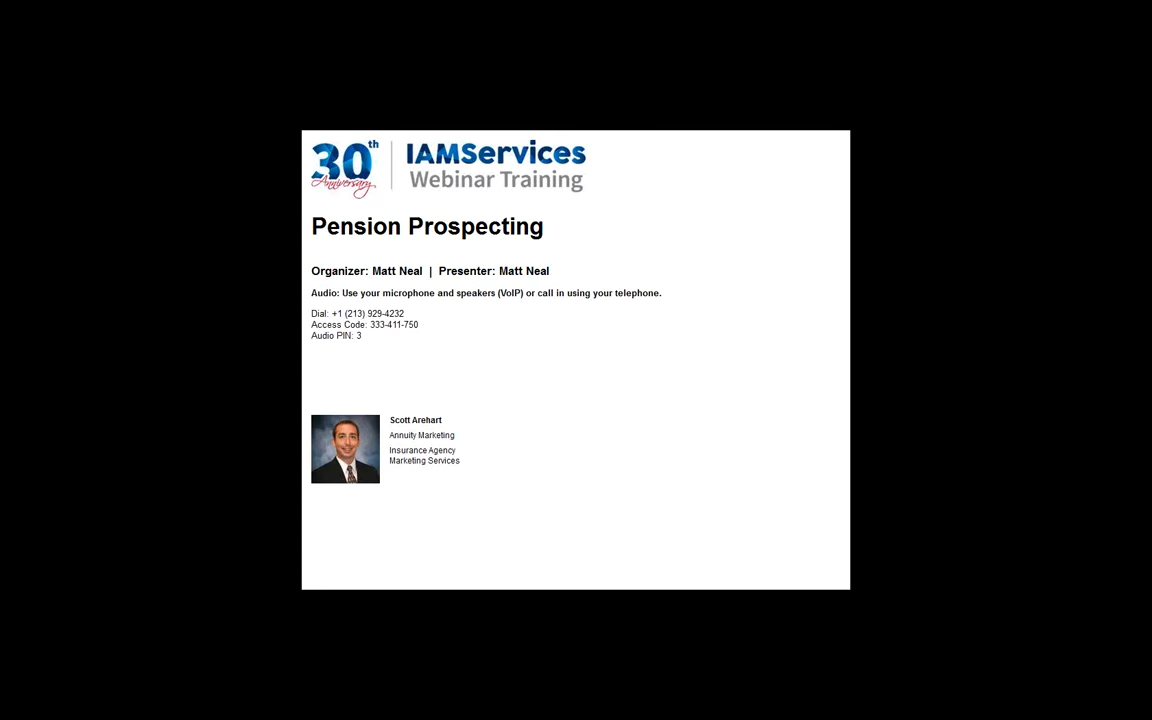 30th
Anniversary
IAMServices
Webinar Training
Pension Prospecting
Organizer: Matt Neal | Presenter: Matt Neal
Audio: Use your microphone and speakers (VoIP) or call in using your telephone.
Dial: +1 (213) 929-4232
Access Code: 333-411-750
Audio PIN: 3
Scott Arehart
Annuity Marketing
Insurance Agency
Marketing Services